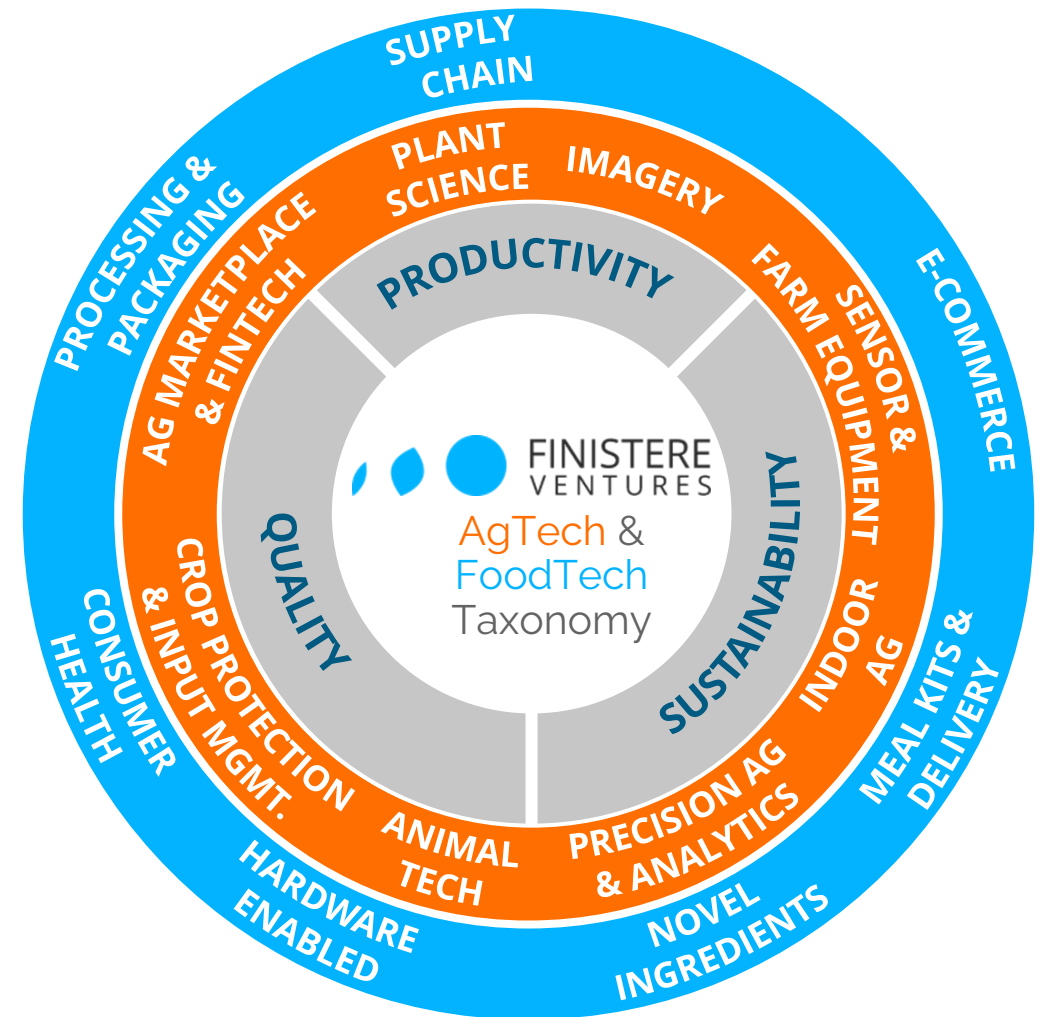 SUPPLY
CHAIN
E-COMMERCE
MEAL KITS &
DELIVERY
NOVEL
INGREDIENTS
HARDWARE
ENABLED
CONSUMER
HEALTH
PROCESSING &
PACKAGING
PLANT
SCIENCE
IMAGERY
SENSOR &
FARM EQUIPMENT
INDOOR
AG
PRECISION AG
& ANALYTICS
ANIMAL
TECH
CROP PROTECTION
& INPUT MGMT.
AG MARKETPLACE
& FINTECH
PRODUCTIVITY
SUSTAINABILITY
QUALITY
FINISTERE
VENTURES
AgTech &
FoodTech
Taxonomy